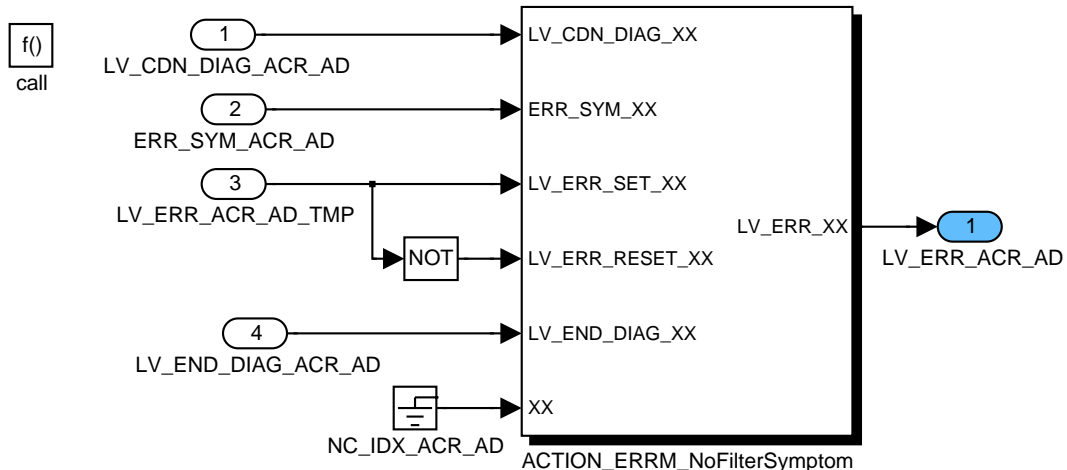 f()
call
1
LV_CDN_DIAG_ACR_AD
LV_CDN_DIAG_XX
2
ERR_SYM_ACR_AD
ERR_SYM_XX
3
LV_ERR_ACR_AD_TMP
LV_ERR_SET_XX
NOT
LV_ERR_RESET_XX
LV_ERR_XX
1
LV_ERR_ACR_AD
4
LV_END_DIAG_ACR_AD
LV_END_DIAG_XX
NC_IDX_ACR_AD
XX
ACTION_ERRM_NoFilterSymptom